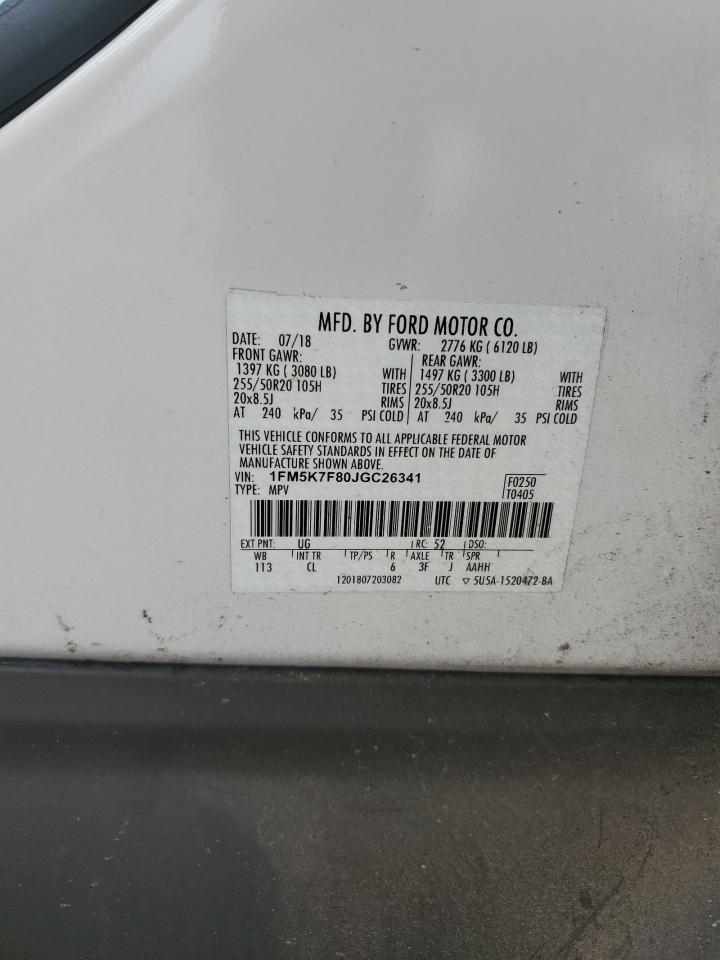 MFD. BY FORD MOTOR CO.
DATE: 07/18 GVWR: 2776 KG ( 6120 LB)
FRONT GAWR: REAR GAWR:
1397 KG ( 3080 LB) WITH 1497 KG ( 3300 LB) WITH
255/50R20 105H TIRES 255/50R20 105H TIRES
20x8.5J RIMS 20x8.5J RIMS
AT 240 kPa/ 35 PSI COLD AT 240 kPa/ 35 PSI COLD
THIS VEHICLE CONFORMS TO ALL APPLICABLE FEDERAL MOTOR
VEHICLE SAFETY STANDARDS IN EFFECT ON THE DATE OF
MANUFACTURE SHOWN ABOVE.
VIN: 1FM5K7F80JGC26341 F0250
TYPE: MPV T0405
EXT PNT: UG RC: 52 DSO:
WB INT TR TP/PS R AXLE TR SPR
113 CL 6 3F J AAHH
1201807203082 UTC ▽ 5U5A-1520472-BA